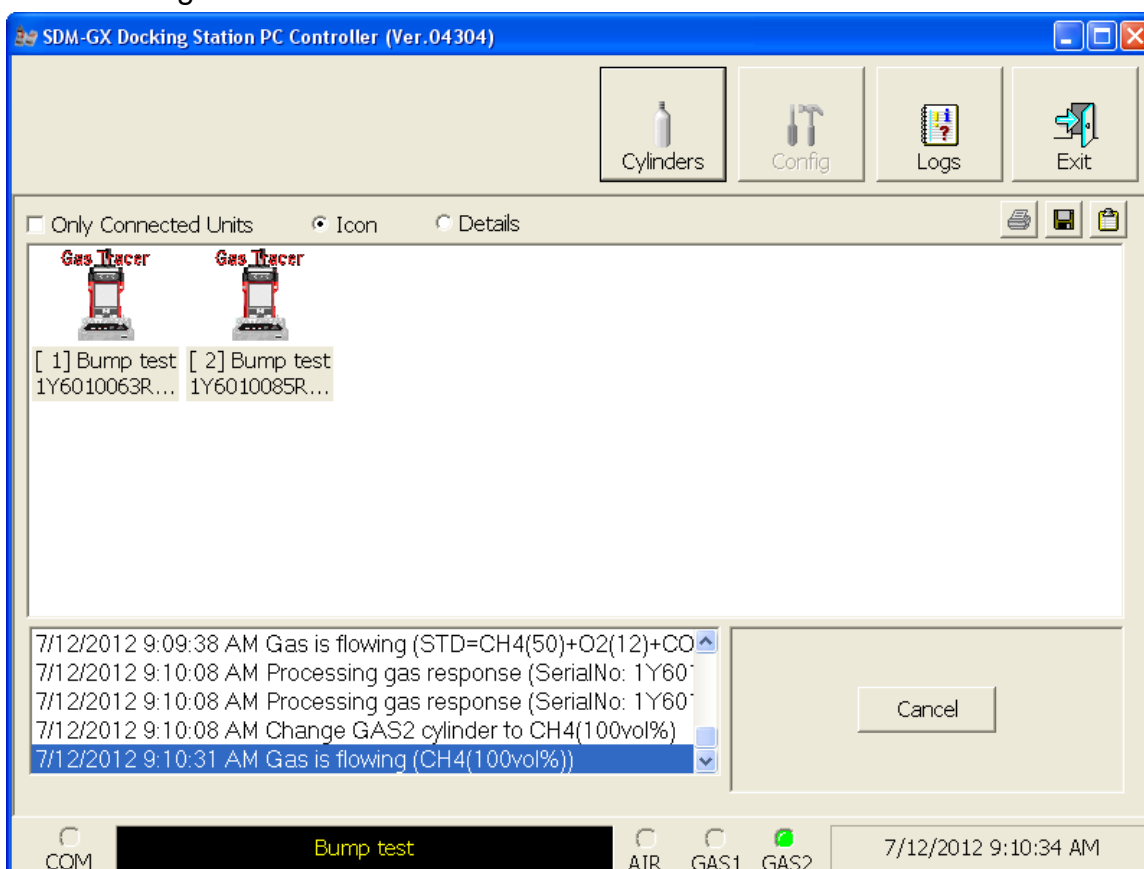 SDM-GX Docking Station PC Controller (Ver.04304)
Cylinders
Config
Logs
Exit
Only Connected Units
Icon
Details
Gas Tracer
Gas Tracer
[ 1] Bump test
1Y6010063R...
[ 2] Bump test
1Y6010085R...
7/12/2012 9:09:38 AM Gas is flowing (STD=CH4(50)+O2(12)+CO
7/12/2012 9:10:08 AM Processing gas response (SerialNo: 1Y60
7/12/2012 9:10:08 AM Processing gas response (SerialNo: 1Y60
7/12/2012 9:10:08 AM Change GAS2 cylinder to CH4(100vol%)
7/12/2012 9:10:31 AM Gas is flowing (CH4(100vol%))
Cancel
COM
Bump test
AIR
GAS1
GAS2
7/12/2012 9:10:34 AM